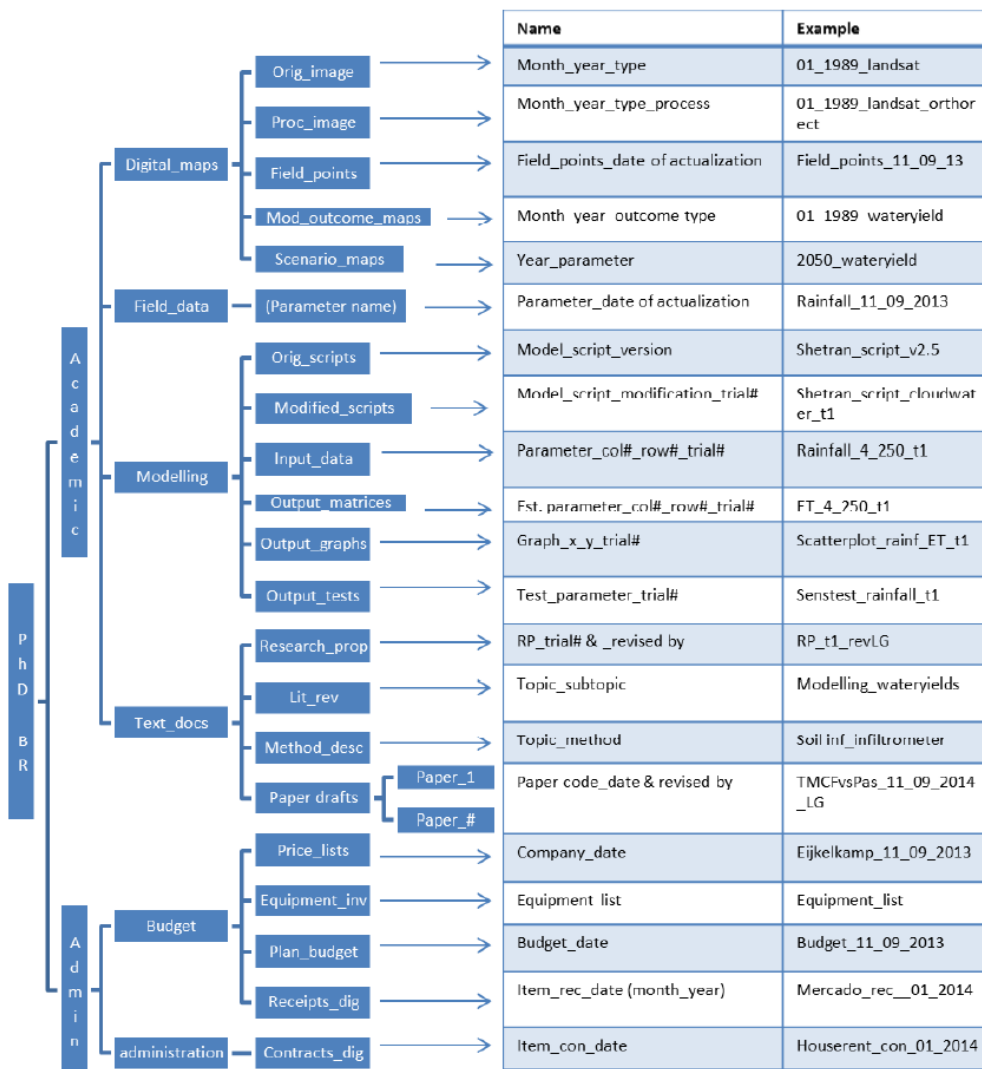 Name Example
Orig_image Month_year_type 01_1989_landsat
Proc_image Month_year_type_process 01_1989_landsat_orthor
ect
Digital_maps
Field_points Field_points_date of actualization Field_points_11_09_13
Mod_outcome_maps Month year outcome type 01 1989 wateryield
Scenario_maps Year_parameter 2050_wateryield
Field_data (Parameter name) Parameter_date of actualization Rainfall_11_09_2013
Academic
Orig_scripts Model_script_version Shetran_script_v2.5
Modified_scripts Model_script_modification_trial# Shetran_script_cloudwat
er_t1
Modelling
Input_data Parameter_col#_row#_trial# Rainfall_4_250_t1
Output_matrices Est. parameter_col#_row#_trial# ET_4_250_t1
Output_graphs Graph_x_y_trial# Scatterplot_rainf_ET_t1
Output_tests Test_parameter_trial# Senstest_rainfall_t1
PhD BR
Research_prop RP_trial# & _revised by RP_t1_revLG
Lit_rev Topic_subtopic Modelling_wateryields
Text_docs
Method_desc Topic_method Soil inf_infiltrometer
Paper drafts Paper_1 Paper code_date & revised by TMCFvsPas_11_09_2014
_LG
Paper_#
Price_lists Company_date Eijkelkamp_11_09_2013
Equipment_inv Equipment list Equipment_list
Budget
Admin
Plan_budget Budget_date Budget_11_09_2013
Receipts_dig Item_rec_date (month_year) Mercado_rec__01_2014
administration Contracts_dig Item_con_date Houserent_con_01_2014